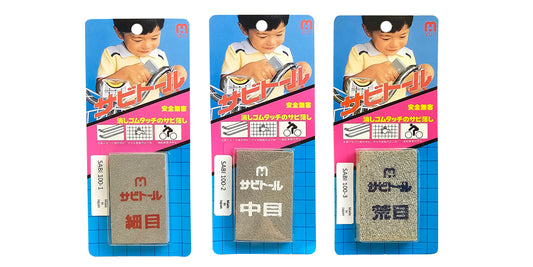 サビトール
安全無害
消しゴムタッチのサビ落し
SABI 100-1
サビトール
細目
サビトール
安全無害
消しゴムタッチのサビ落し
SABI 100-2
サビトール
中目
サビトール
安全無害
消しゴムタッチのサビ落し
SABI 100-3
サビトール
荒目